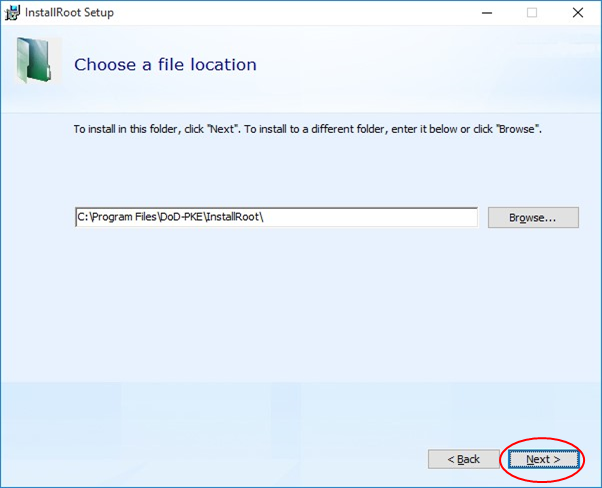 InstallRoot Setup
Choose a file location
To install in this folder, click "Next". To install to a different folder, enter it below or click "Browse".
C:\Program Files\DoD-PKE\InstallRoot\
Browse...
< Back
Next >